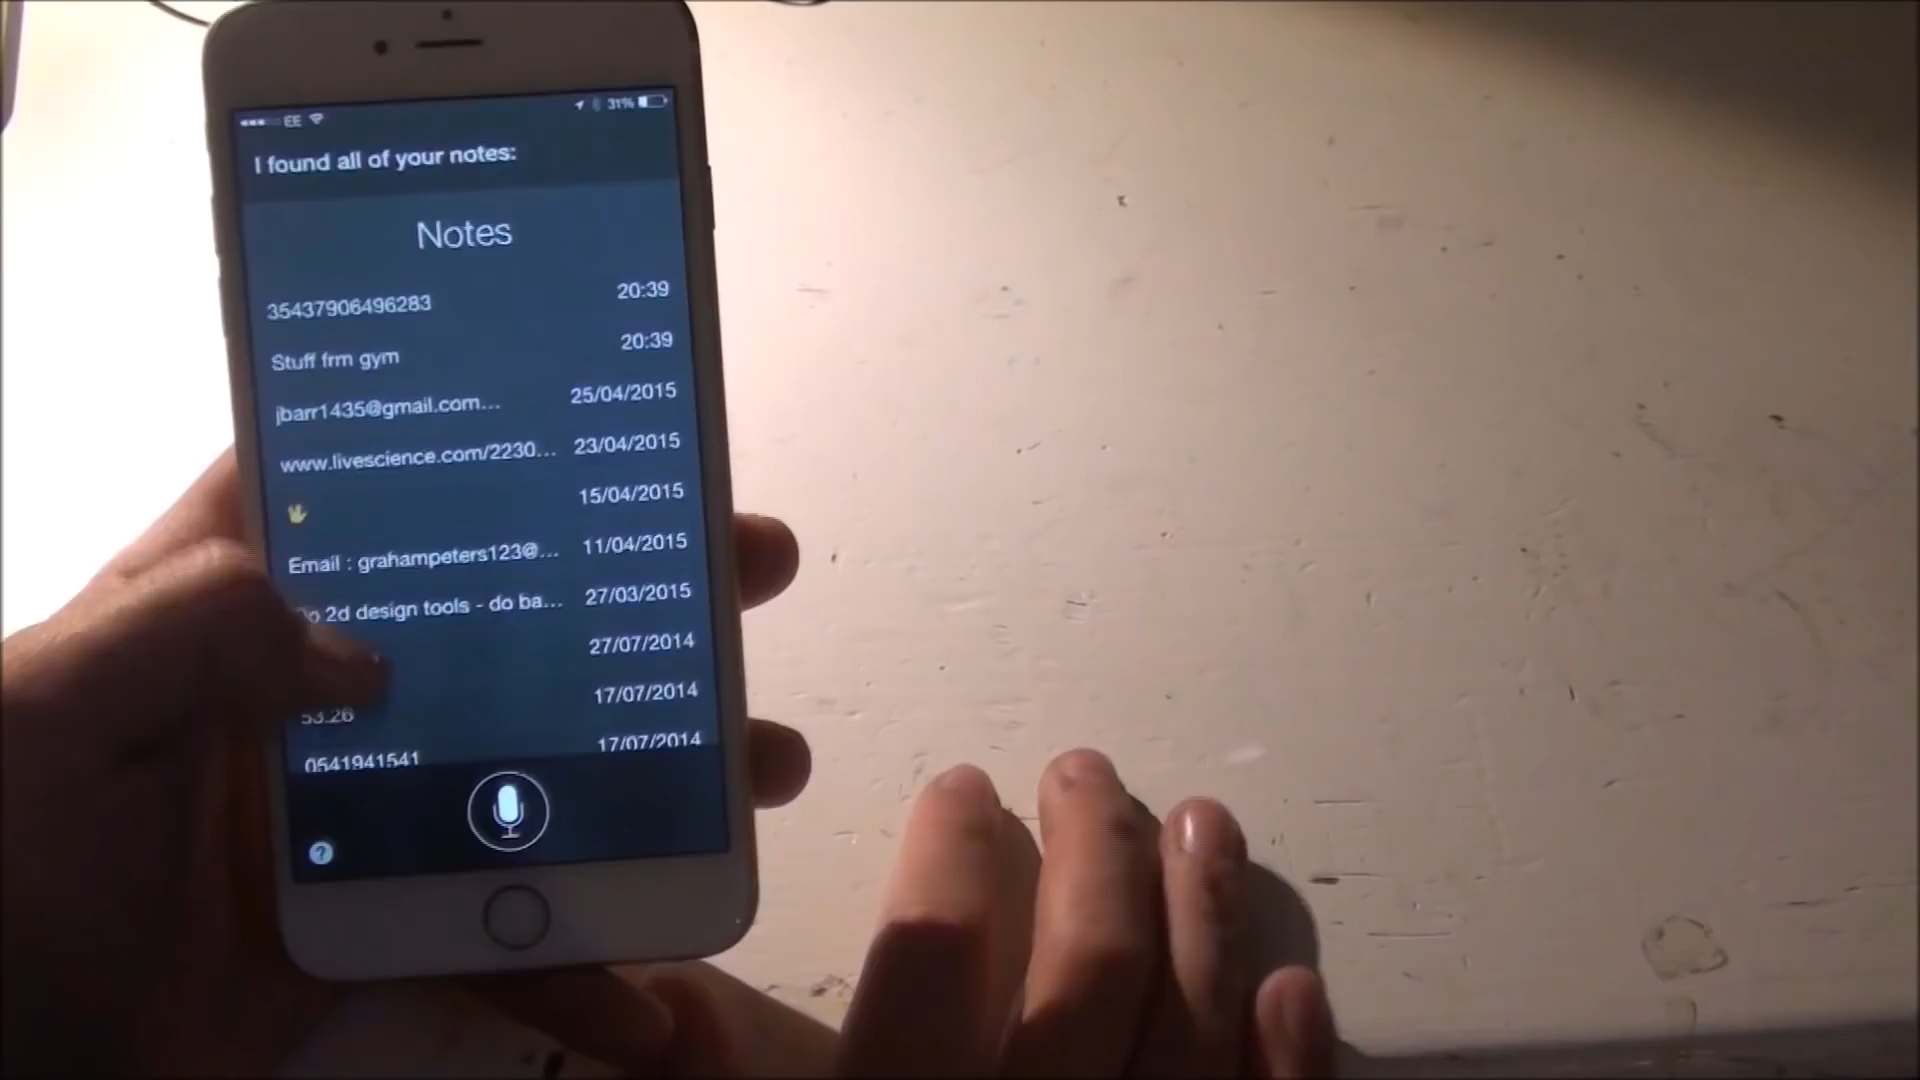 EE 31%
I found all of your notes:
Notes
35437906496283 20:39
Stuff frm gym 20:39
jbarr1435@gmail.com... 25/04/2015
www.livescience.com/2230... 23/04/2015
🖖 15/04/2015
Email : grahampeters123@... 11/04/2015
2d design tools - do ba... 27/03/2015
27/07/2014
53.26 17/07/2014
0541941541 17/07/2014
?